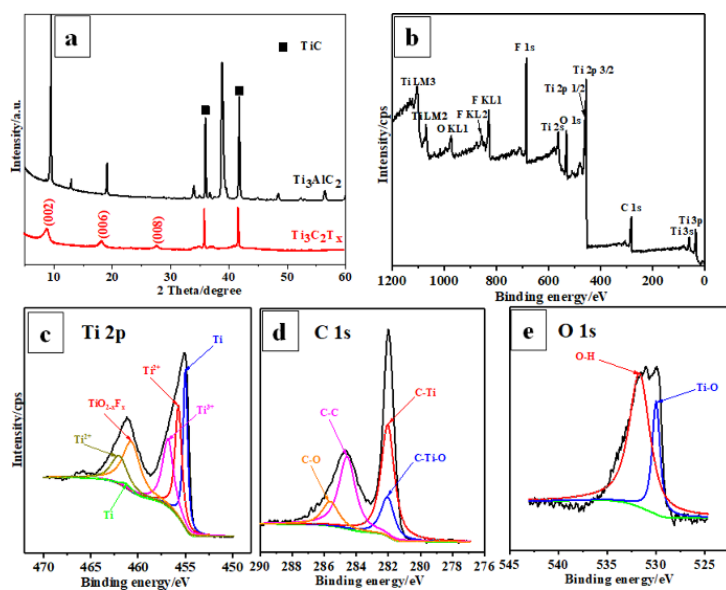 a
■ TiC
Intensity/a.u.
Ti3AlC2
(002)
(006)
(008)
Ti3C2Tx
10 20 30 40 50 60
2 Theta/degree
b
Intensity/cps
Ti LM3
Ti LM2
O KL1
F KL2
F KL1
F 1s
Ti 2s
O 1s
Ti 2p 1/2
Ti 2p 3/2
C 1s
Ti 3s
Ti 3p
1200 1000 800 600 400 200 0
Binding energy/eV
c
Ti 2p
Intensity/cps
Ti
Ti2+
Ti3+
TiO2-xFx
Ti
470 465 460 455 450
Binding energy/eV
d
C 1s
Intensity/cps
C-Ti
C-C
C-O
C-Ti-O
290 288 286 284 282 280 278 276
Binding energy/eV
e
O 1s
Intensity/cps
O-H
Ti-O
545 540 535 530 525
Binding energy/eV